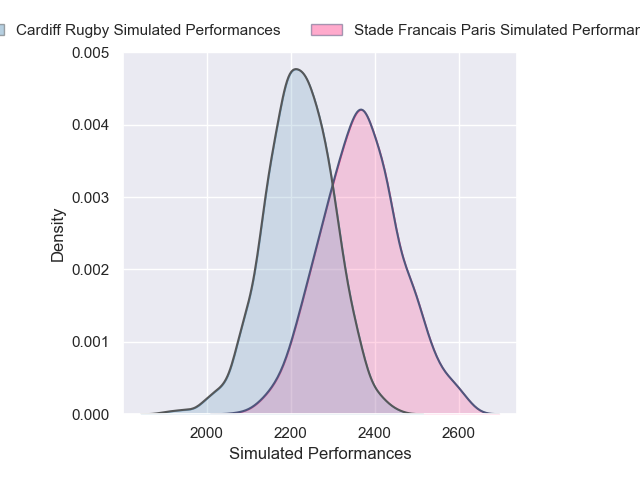 Cardiff Rugby Simulated Performances Stade Francais Paris Simulated
0.005
0.004
0.003
0.002
0.001
0.000
Density
2000 2200 2400 2600
Simulated Performances